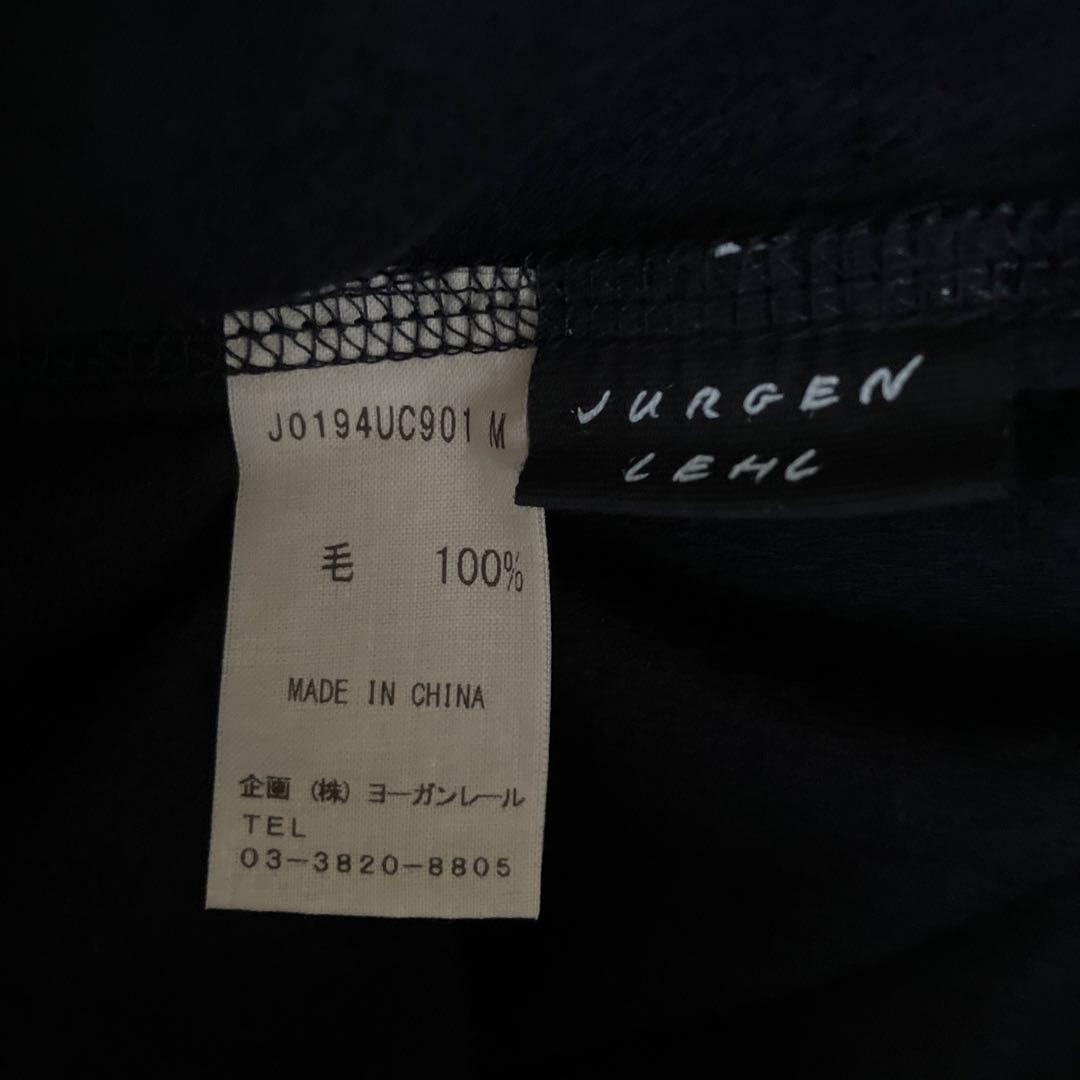 J0194UC901 M
毛 100%
MADE IN CHINA
企画 (株) ヨーガンレール
TEL
03-3820-8805
JURGEN
LEHL